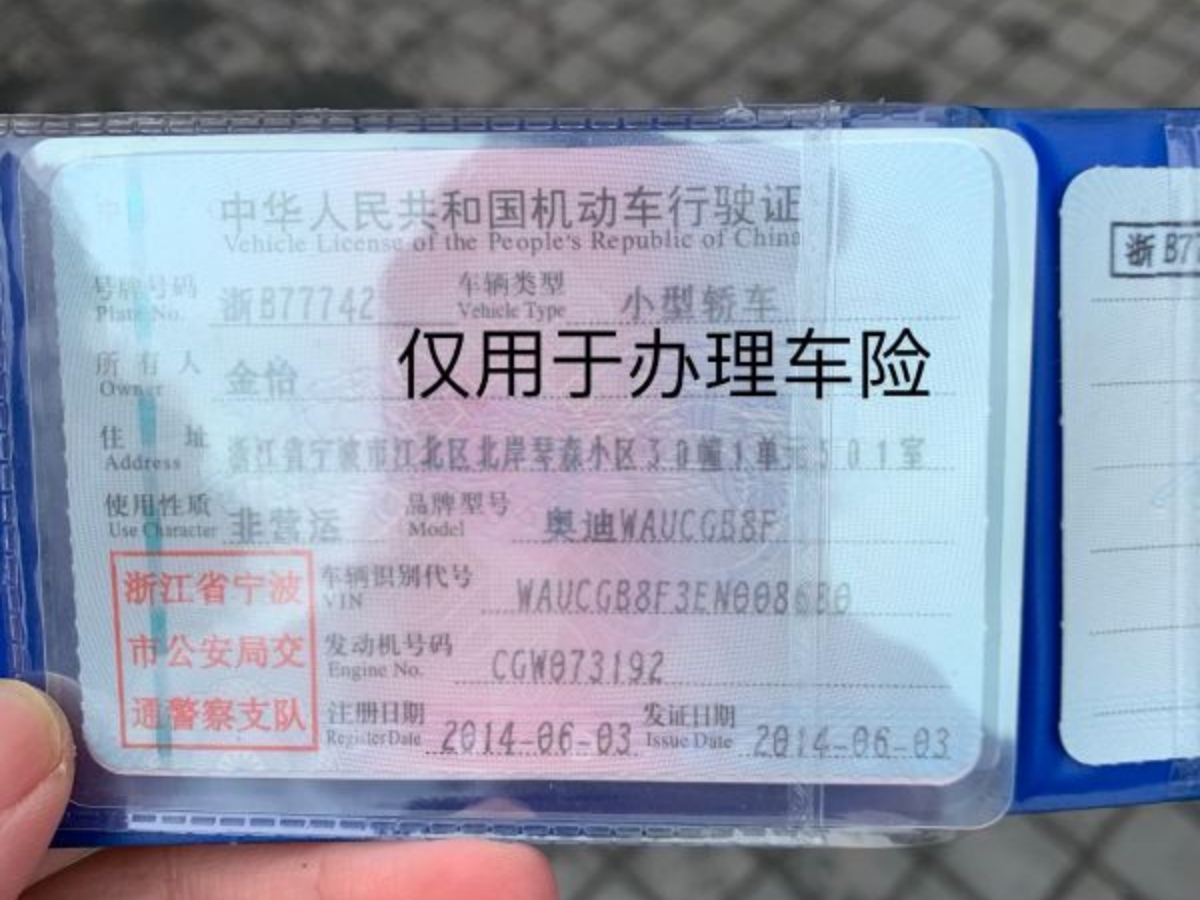 中华人民共和国机动车行驶证
Vehicle License of the People's Republic of China
号牌号码 浙B77742 车辆类型 小型轿车
Plate No. Vehicle Type
仅用于办理车险
所有人 金怡
Owner
住址 浙江省宁波市江北区北岸琴森小区30幢1单元501室
Address
使用性质 非营运 品牌型号 奥迪WAUCGB8F
Use Character Model
浙江省宁波
市公安局交
通警察支队
车辆识别代号 WAUCGB8F3EN008680
VIN
发动机号码 CGW073192
Engine No.
注册日期 2014-06-03 发证日期 2014-06-03
Register Date Issue Date
浙B77